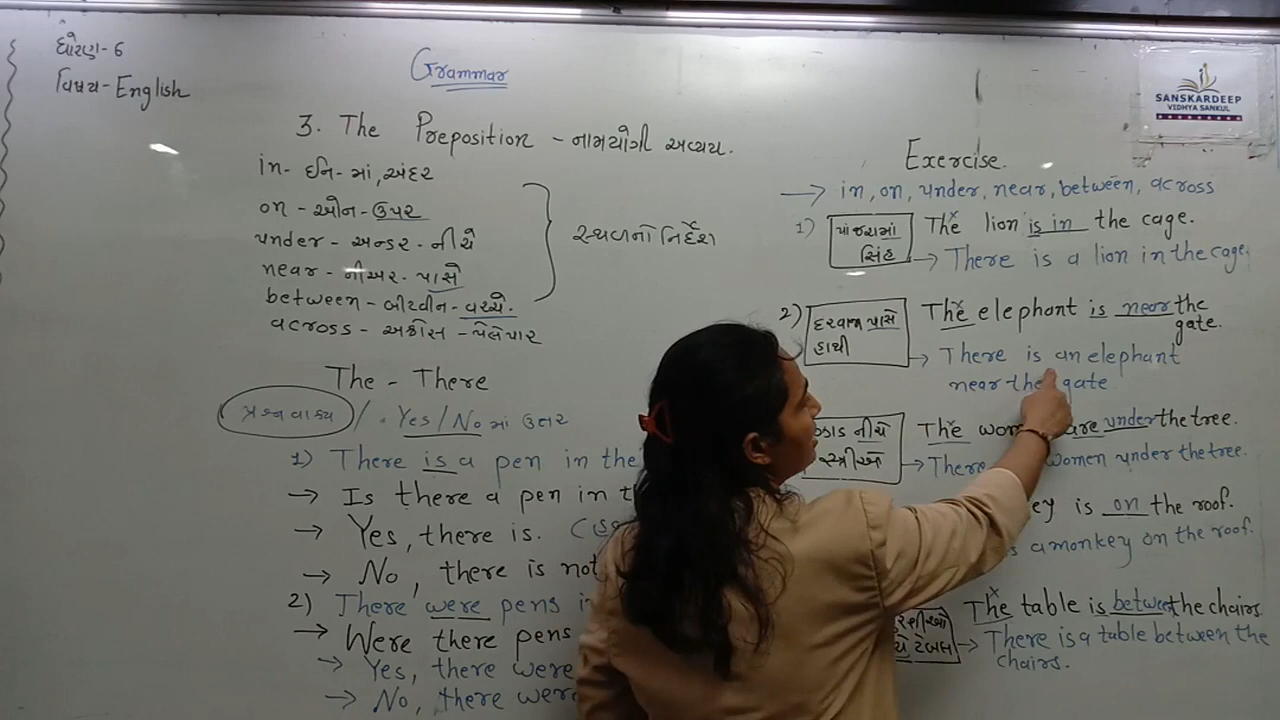 ધોરણ-6
વિષય-English
Grammar
SANSKARDEEP
VIDHYA SANKUL
3. The Preposition - નામયોગી અવ્યય.
in- ઈન- માં, અંદર
on - ઓન- ઉપર
under - અન્ડર - નીચે
near - નીઅર - પાસે
between - બીટવીન - વચ્ચે.
across - અક્રોસ - પેલેપાર
સ્થળનો નિર્દેશ
The - There
પ્રશ્ન વાક્ય / Yes/No માં ઉત્તર
1) There is a pen in the
→ Is there a pen in
→ Yes, there is.
→ No, there is not
2) There were pens
→ Were there pens
→ Yes, there were
→ No, there were
Exercise.
→ in, on, under, near, between, across
1) પાંજરામાં સિંહ The lion is in the cage.
→ There is a lion in the cage.
2) દરવાજા પાસે હાથી The elephont is near the gate.
→ There is an elephant
near the gate
ઝાડ નીચે સ્ત્રીઓ The are under the tree.
→ There women under the tree.
is on the roof.
a monkey on the roof.
ટેબલ The table is the chairs
→ There is a table between the
chairs.